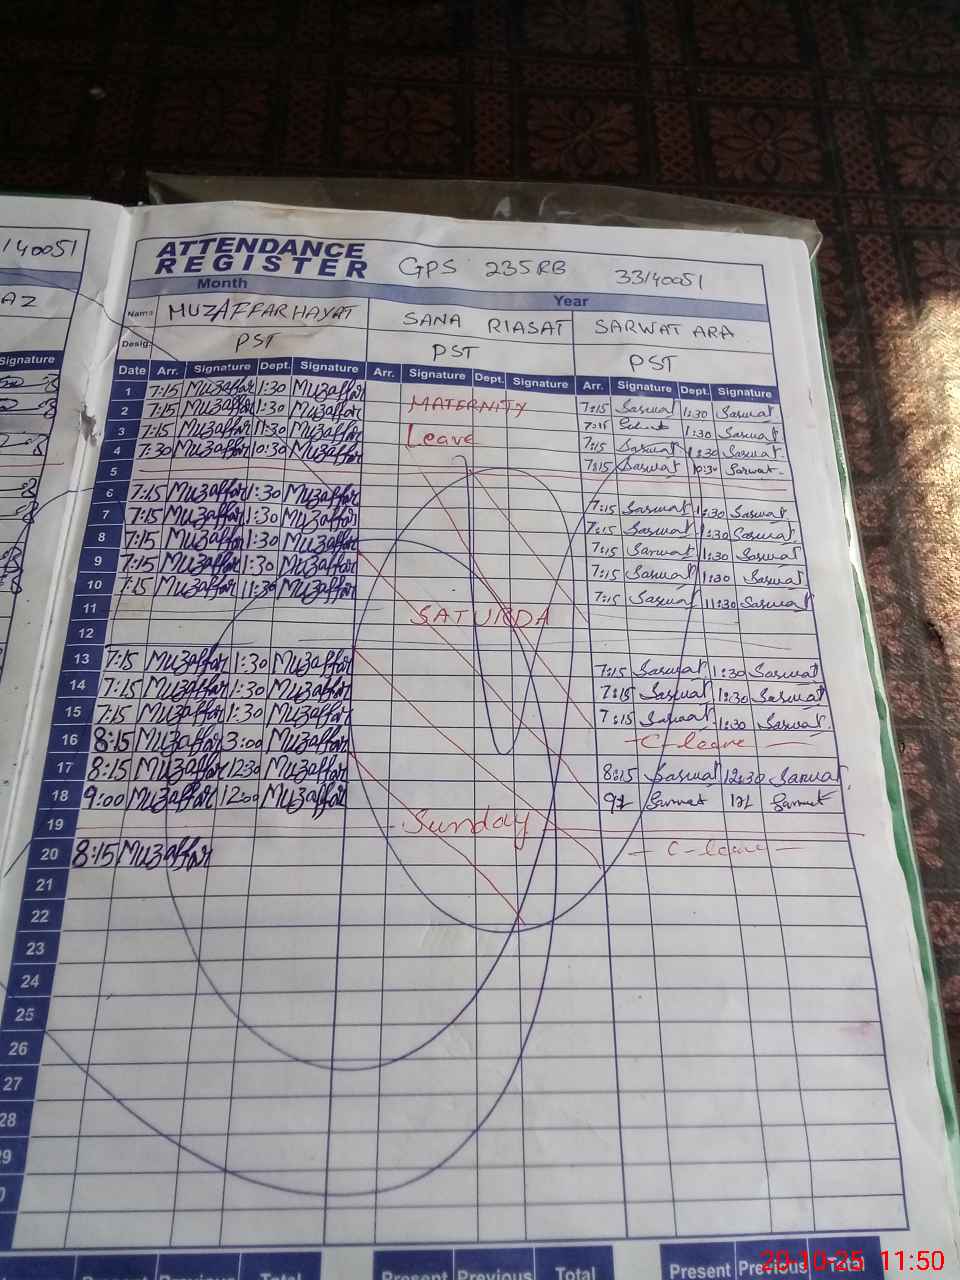 1/40051
AZ
Signature
ATTENDANCE
REGISTER
GPS 235RB 33140051
Month Year
Name MUZAFFAR HAYAT SANA RIASAT SARWAT ARA
Desig: PST PST PST
Date Arr. Signature Dept. Signature Arr. Signature Dept. Signature Arr. Signature Dept. Signature
1 7:15 Muzaffar 1:30 Muzaffar MATERNITY 7:15 Sarwat 1:30 Sarwat
2 7:15 Muzaffar 1:30 Muzaffar 7:15 1:30 Sarwat
3 7:15 Muzaffar 11:30 Muzaffar Leave 7:15 Sarwat 11:30 Sarwat
4 7:30 Muzaffar 10:30 Muzaffar 7:15 Sarwat 10:30 Sarwat
5
6 7:15 Muzaffar 1:30 Muzaffar 7:15 Sarwat 1:30 Sarwat
7 7:15 Muzaffar 1:30 Muzaffar 7:15 Sarwat 1:30 Sarwat
8 7:15 Muzaffar 1:30 Muzaffar 7:15 Sarwat 1:30 Sarwat
9 7:15 Muzaffar 1:30 Muzaffar 7:15 Sarwat 1:30 Sarwat
10 7:15 Muzaffar 11:30 Muzaffar 7:15 Sarwat 11:30 Sarwat
11 SATURDA
12
13 7:15 Muzaffar 1:30 Muzaffar 7:15 Sarwat 1:30 Sarwat
14 7:15 Muzaffar 1:30 Muzaffar 7:15 Sarwat 1:30 Sarwat
15 7:15 Muzaffar 1:30 Muzaffar 7:15 Sarwat 1:30 Sarwat
16 8:15 Muzaffar 3:00 Muzaffar - C-leave -
17 8:15 Muzaffar 12:30 Muzaffar 8:15 Sarwat 12:30 Sarwat
18 9:00 Muzaffar 12:00 Muzaffar Sarwat Sarwat
19 - Sunday -
20 8:15 Muzaffar - C-leave -
21
22
23
24
25
26
27
28
29
0
Present Previous Total Present Previous Total Present Previous Total
20-10-25 11:50